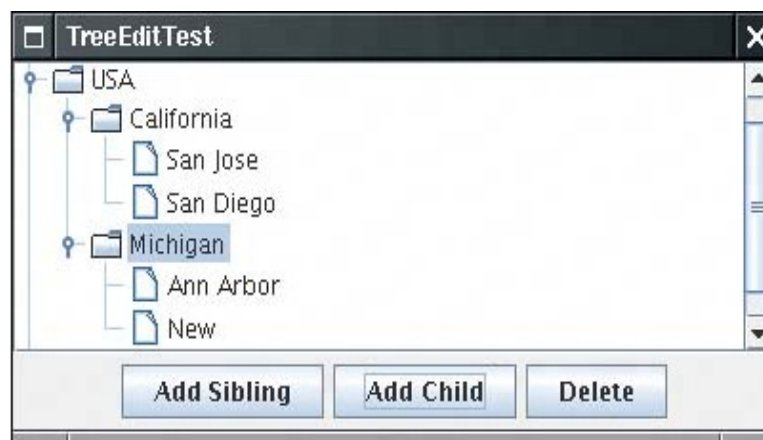 TreeEditTest
USA
California
San Jose
San Diego
Michigan
Ann Arbor
New
Add Sibling Add Child Delete